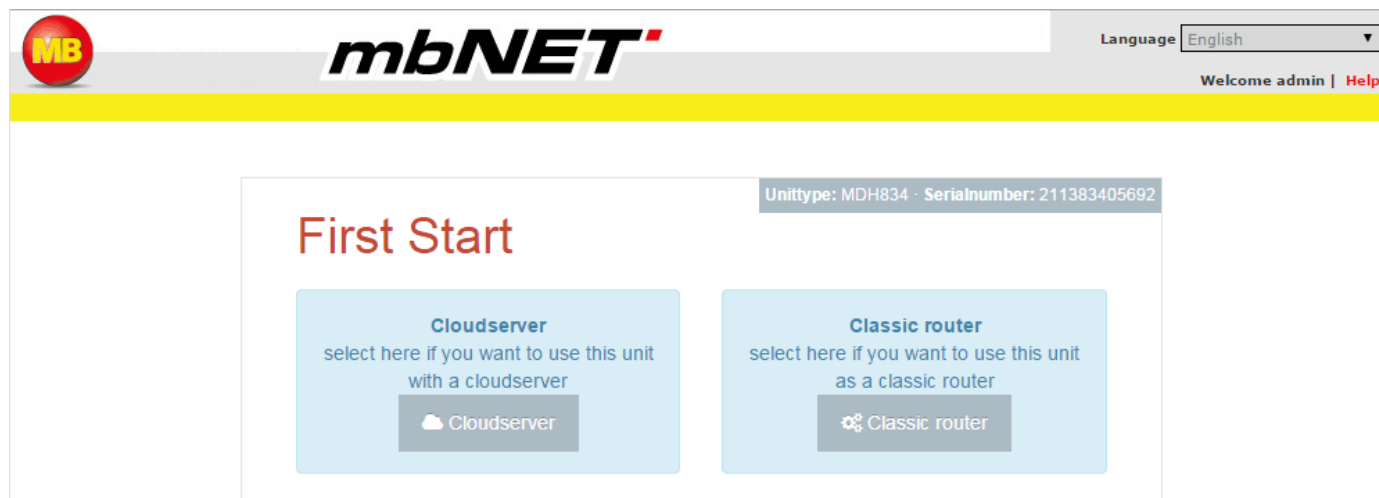 MB
mbNET
Language English
Welcome admin | Help
Unittype: MDH834 · Serialnumber: 211383405692
First Start
Cloudserver
select here if you want to use this unit
with a cloudserver
Cloudserver
Classic router
select here if you want to use this unit
as a classic router
Classic router